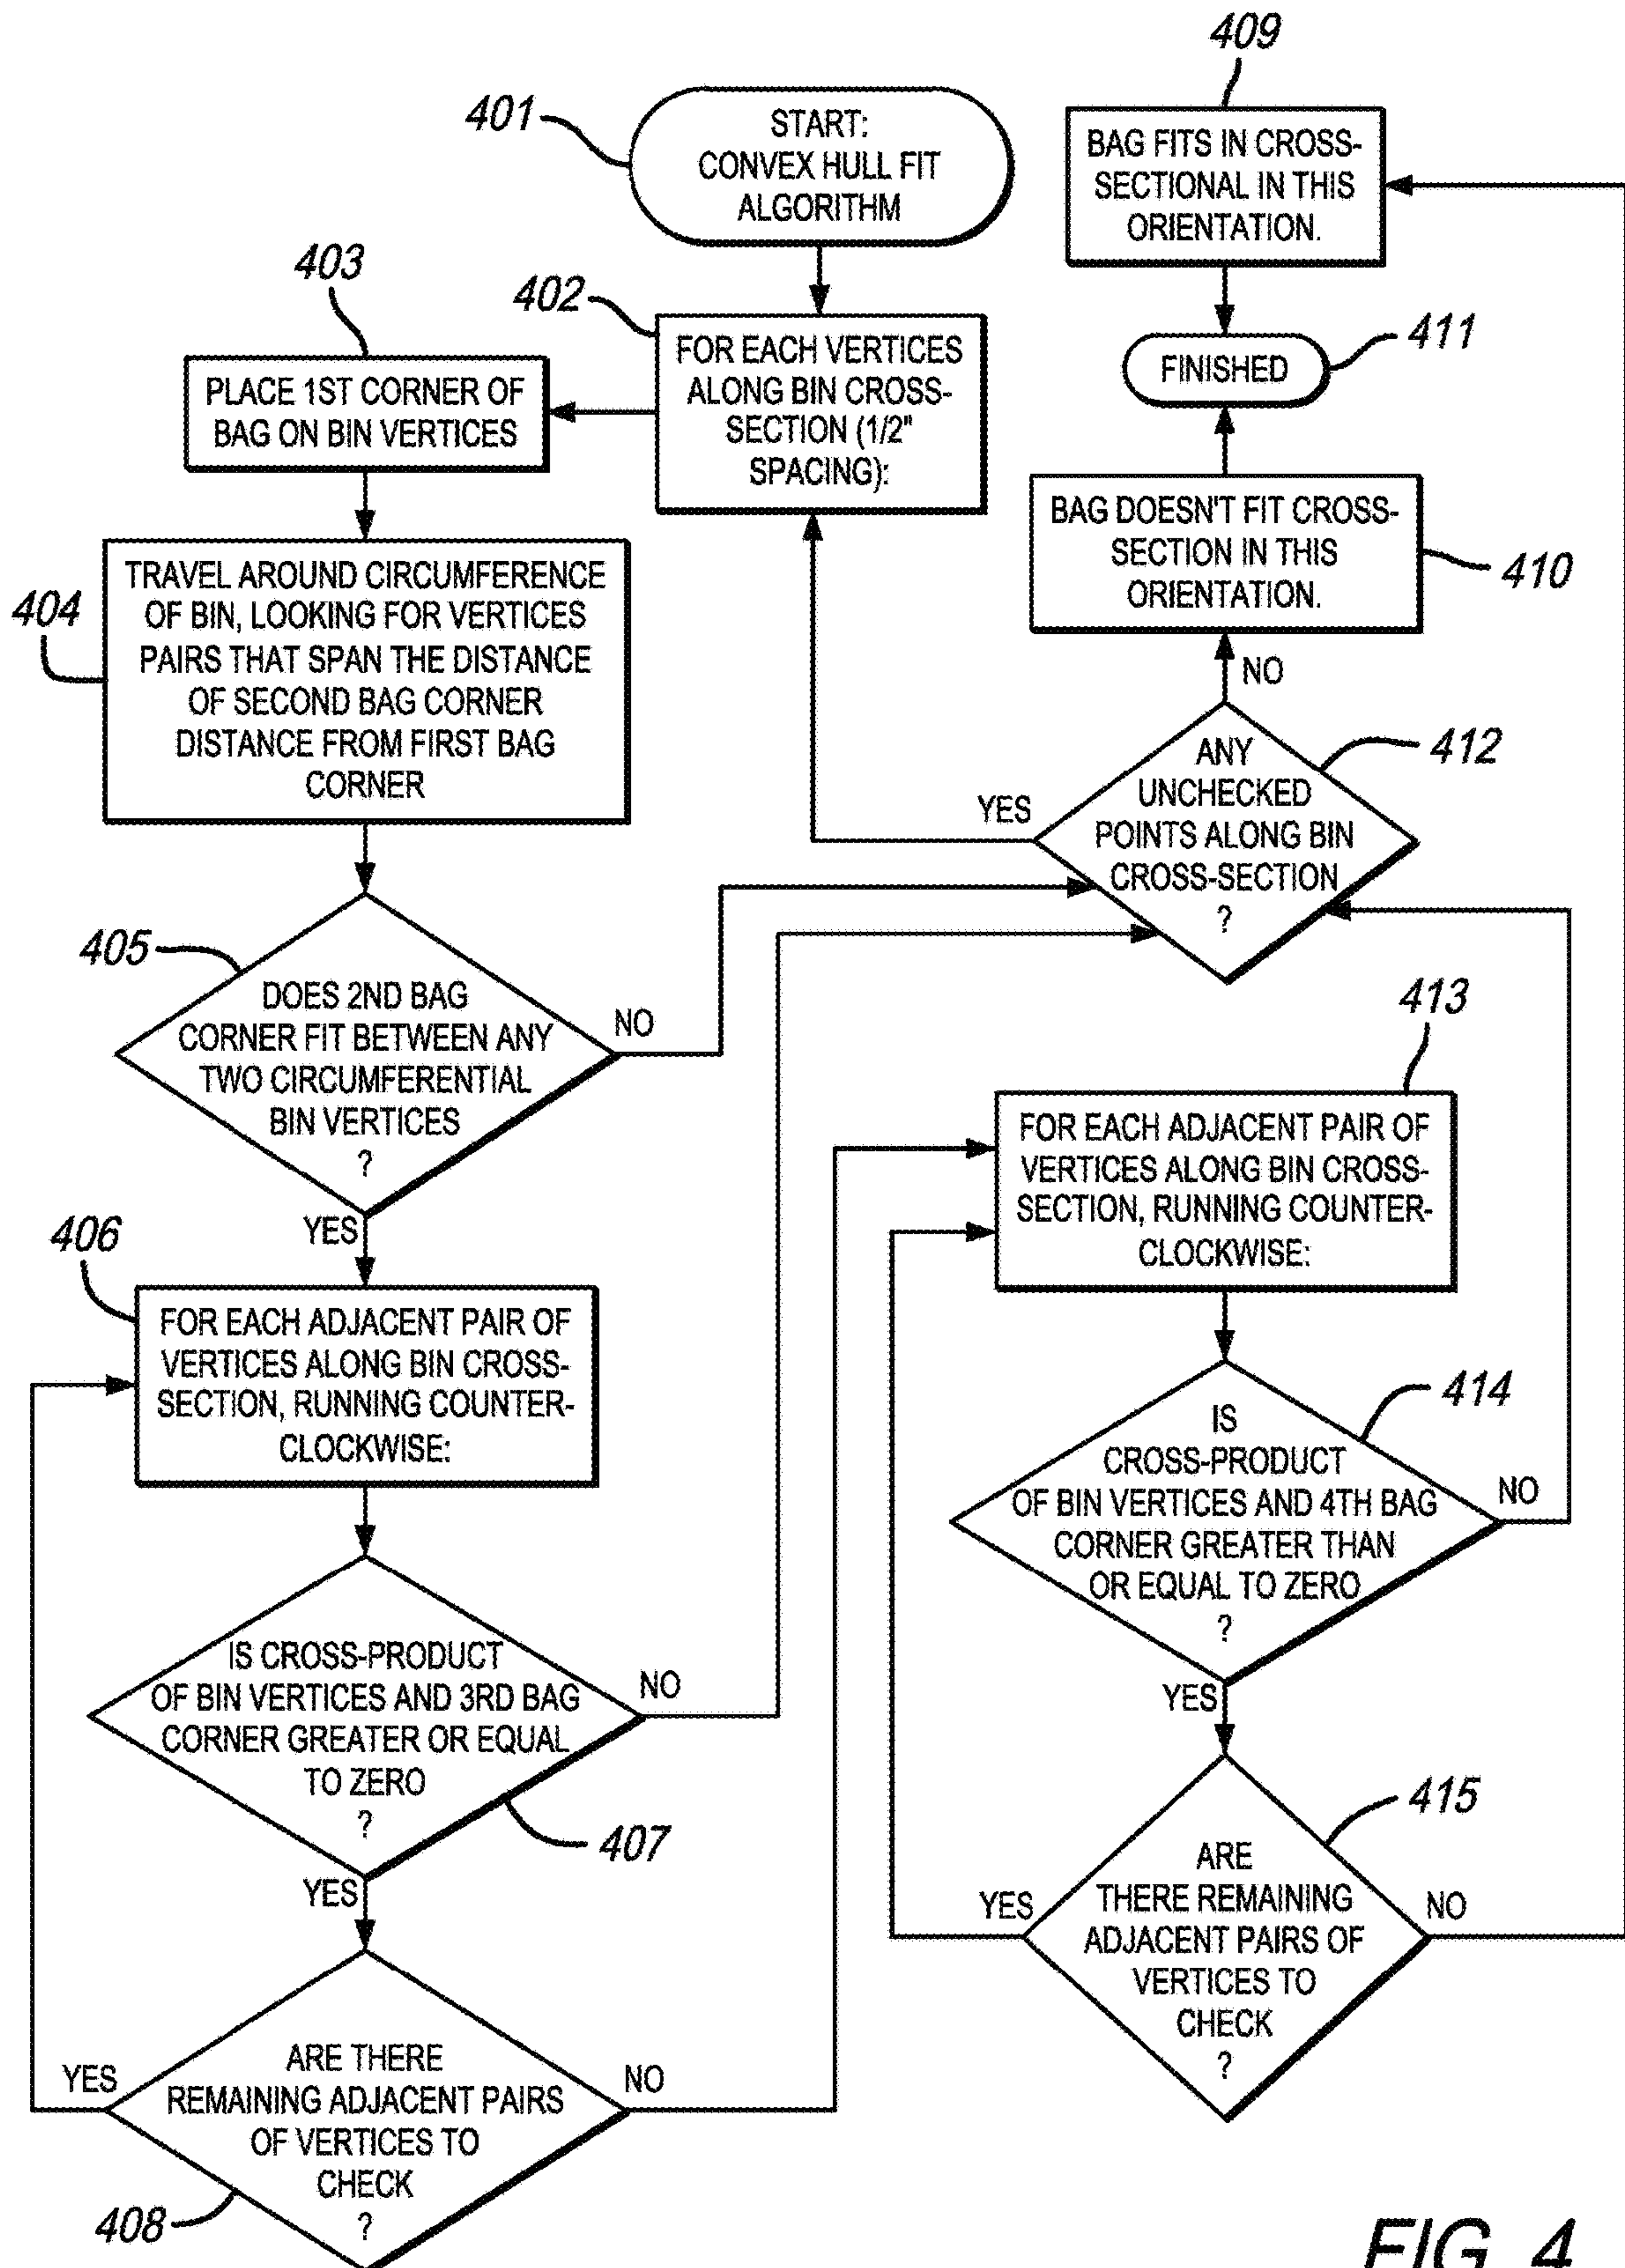 401
START:
CONVEX HULL FIT
ALGORITHM
402
FOR EACH VERTICES
ALONG BIN CROSS-
SECTION (1/2"
SPACING):
403
PLACE 1ST CORNER OF
BAG ON BIN VERTICES
404
TRAVEL AROUND CIRCUMFERENCE
OF BIN, LOOKING FOR VERTICES
PAIRS THAT SPAN THE DISTANCE
OF SECOND BAG CORNER
DISTANCE FROM FIRST BAG
CORNER
405
DOES 2ND BAG
CORNER FIT BETWEEN ANY
TWO CIRCUMFERENTIAL
BIN VERTICES
?
NO
YES
406
FOR EACH ADJACENT PAIR OF
VERTICES ALONG BIN CROSS-
SECTION, RUNNING COUNTER-
CLOCKWISE:
IS CROSS-PRODUCT
OF BIN VERTICES AND 3RD BAG
CORNER GREATER OR EQUAL
TO ZERO
?
NO
407
YES
ARE THERE
REMAINING ADJACENT PAIRS
OF VERTICES TO
CHECK
?
YES
NO
408
409
BAG FITS IN CROSS-
SECTIONAL IN THIS
ORIENTATION.
FINISHED
411
BAG DOESN'T FIT CROSS-
SECTION IN THIS
ORIENTATION.
410
NO
ANY
UNCHECKED
POINTS ALONG BIN
CROSS-SECTION
?
412
YES
413
FOR EACH ADJACENT PAIR OF
VERTICES ALONG BIN CROSS-
SECTION, RUNNING COUNTER-
CLOCKWISE:
414
IS
CROSS-PRODUCT
OF BIN VERTICES AND 4TH BAG
CORNER GREATER THAN
OR EQUAL TO ZERO
?
NO
YES
415
ARE
THERE REMAINING
ADJACENT PAIRS OF
VERTICES TO
CHECK
?
YES
NO
FIG. 4